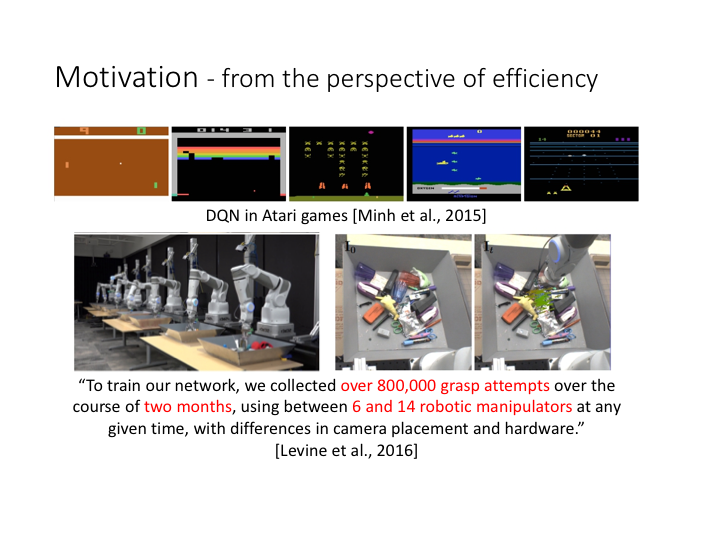 Motivation - from the perspective of efficiency
DQN in Atari games [Minh et al., 2015]
I₀
Iₜ
“To train our network, we collected over 800,000 grasp attempts over the
course of two months, using between 6 and 14 robotic manipulators at any
given time, with differences in camera placement and hardware.”
[Levine et al., 2016]